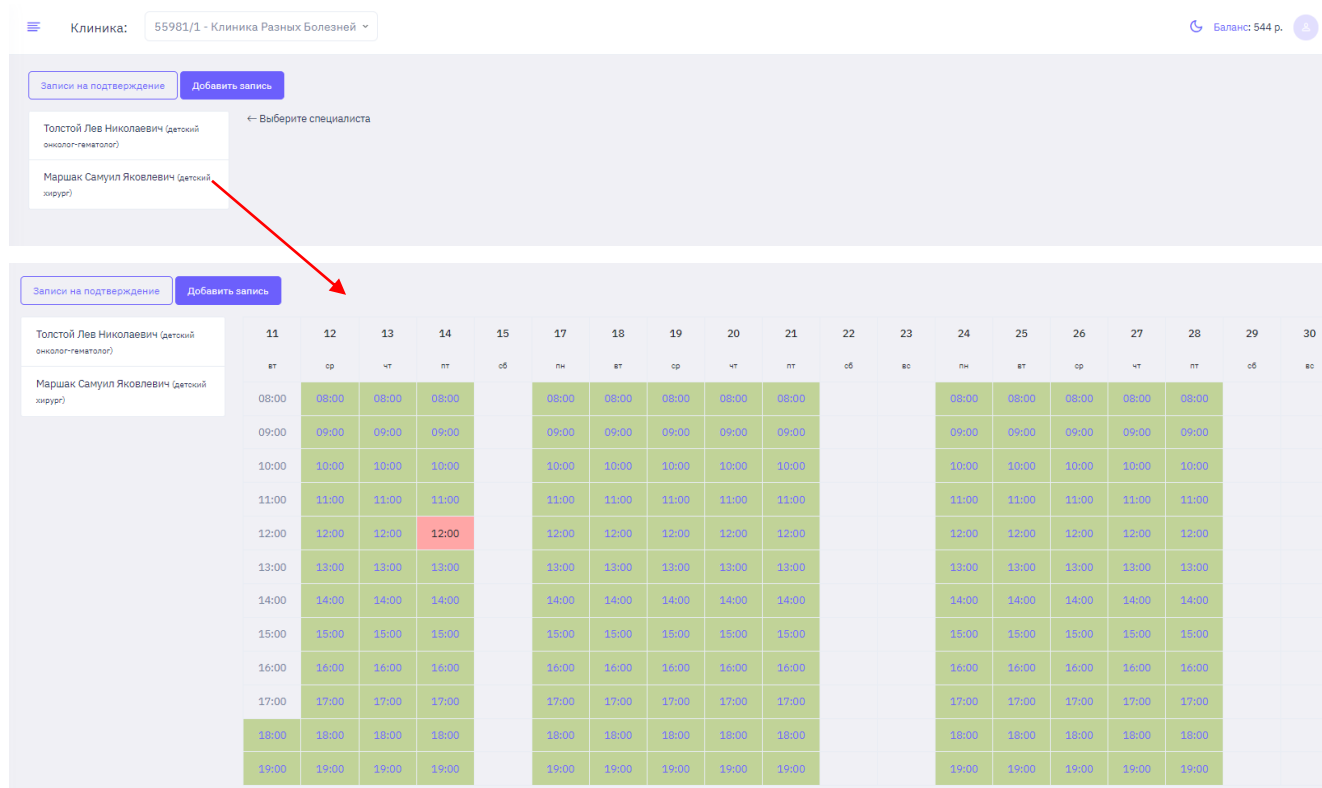 Клиника: 55981/1 - Клиника Разных Болезней Баланс: 544 р.
Записи на подтверждение Добавить запись
Толстой Лев Николаевич (детский
онколог-гематолог)
← Выберите специалиста
Маршак Самуил Яковлевич (детский
хирург)
Записи на подтверждение Добавить запись
Толстой Лев Николаевич (детский
онколог-гематолог)
Маршак Самуил Яковлевич (детский
хирург)
11 12 13 14 15 17 18 19 20 21 22 23 24 25 26 27 28 29 30
вт ср чт пт сб пн вт ср чт пт сб вс пн вт ср чт пт сб вс
08:00 08:00 08:00 08:00 08:00 08:00 08:00 08:00 08:00 08:00 08:00 08:00 08:00 08:00
09:00 09:00 09:00 09:00 09:00 09:00 09:00 09:00 09:00 09:00 09:00 09:00 09:00 09:00
10:00 10:00 10:00 10:00 10:00 10:00 10:00 10:00 10:00 10:00 10:00 10:00 10:00 10:00
11:00 11:00 11:00 11:00 11:00 11:00 11:00 11:00 11:00 11:00 11:00 11:00 11:00 11:00
12:00 12:00 12:00 12:00 12:00 12:00 12:00 12:00 12:00 12:00 12:00 12:00 12:00 12:00
13:00 13:00 13:00 13:00 13:00 13:00 13:00 13:00 13:00 13:00 13:00 13:00 13:00 13:00
14:00 14:00 14:00 14:00 14:00 14:00 14:00 14:00 14:00 14:00 14:00 14:00 14:00 14:00
15:00 15:00 15:00 15:00 15:00 15:00 15:00 15:00 15:00 15:00 15:00 15:00 15:00 15:00
16:00 16:00 16:00 16:00 16:00 16:00 16:00 16:00 16:00 16:00 16:00 16:00 16:00 16:00
17:00 17:00 17:00 17:00 17:00 17:00 17:00 17:00 17:00 17:00 17:00 17:00 17:00 17:00
18:00 18:00 18:00 18:00 18:00 18:00 18:00 18:00 18:00 18:00 18:00 18:00 18:00 18:00
19:00 19:00 19:00 19:00 19:00 19:00 19:00 19:00 19:00 19:00 19:00 19:00 19:00 19:00